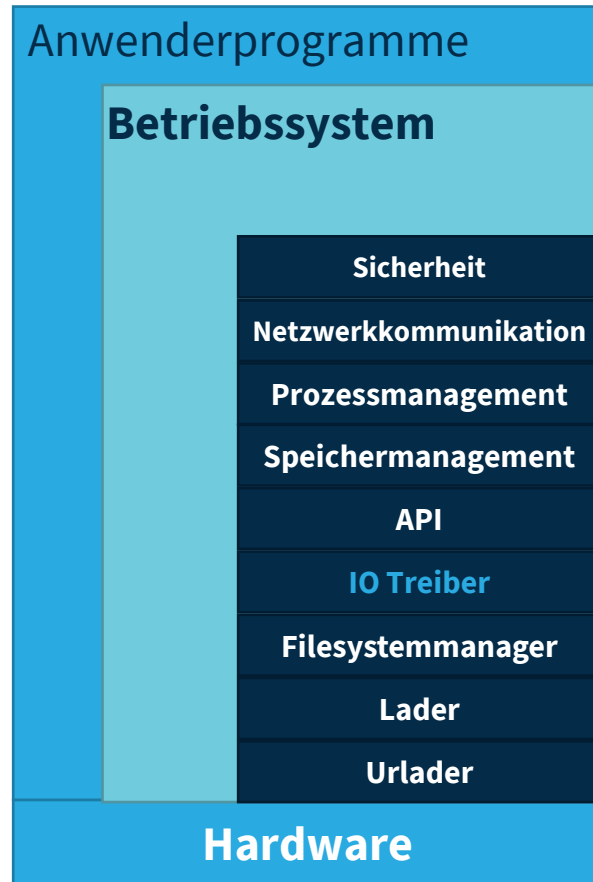 Anwenderprogramme
Betriebssystem
Sicherheit
Netzwerkkommunikation
Prozessmanagement
Speichermanagement
API
IO Treiber
Filesystemmanager
Lader
Urlader
Hardware